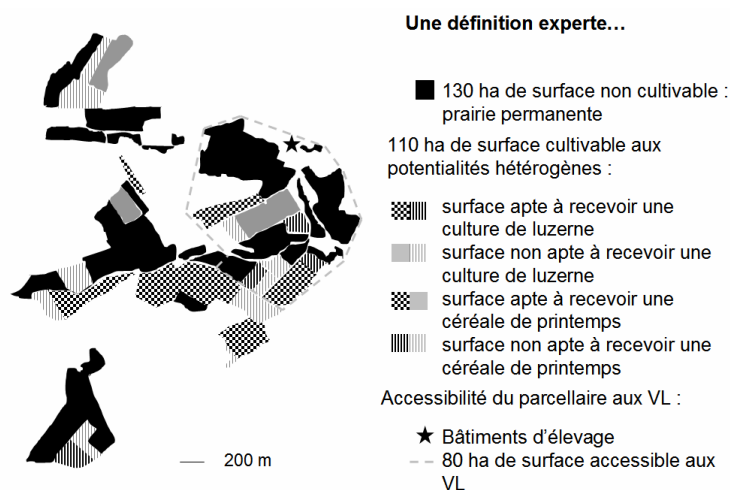 Une définition experte…
130 ha de surface non cultivable :
prairie permanente
110 ha de surface cultivable aux
potentialités hétérogènes :
surface apte à recevoir une
culture de luzerne
surface non apte à recevoir une
culture de luzerne
surface apte à recevoir une
céréale de printemps
surface non apte à recevoir une
céréale de printemps
Accessibilité du parcellaire aux VL :
Bâtiments d'élevage
80 ha de surface accessible aux
VL
200 m